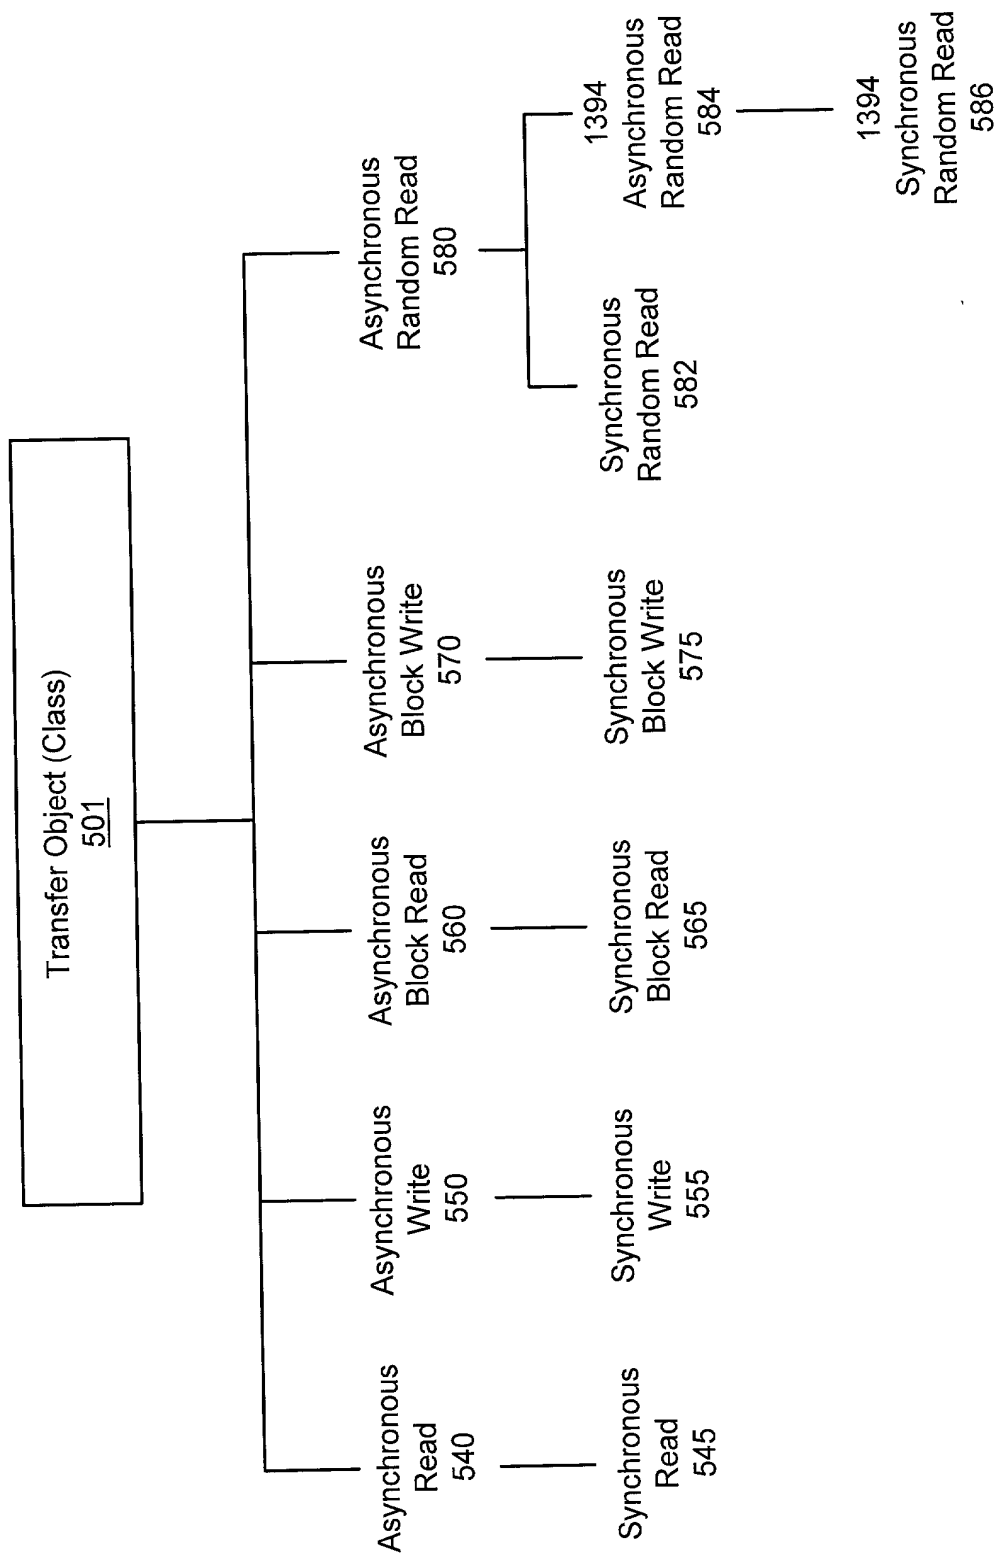 Transfer Object (Class)
501
Asynchronous
Read
540
Asynchronous
Write
550
Asynchronous
Block Read
560
Asynchronous
Block Write
570
Asynchronous
Random Read
580
Synchronous
Read
545
Synchronous
Write
555
Synchronous
Block Read
565
Synchronous
Block Write
575
Synchronous
Random Read
582
1394
Asynchronous
Random Read
584
1394
Synchronous
Random Read
586